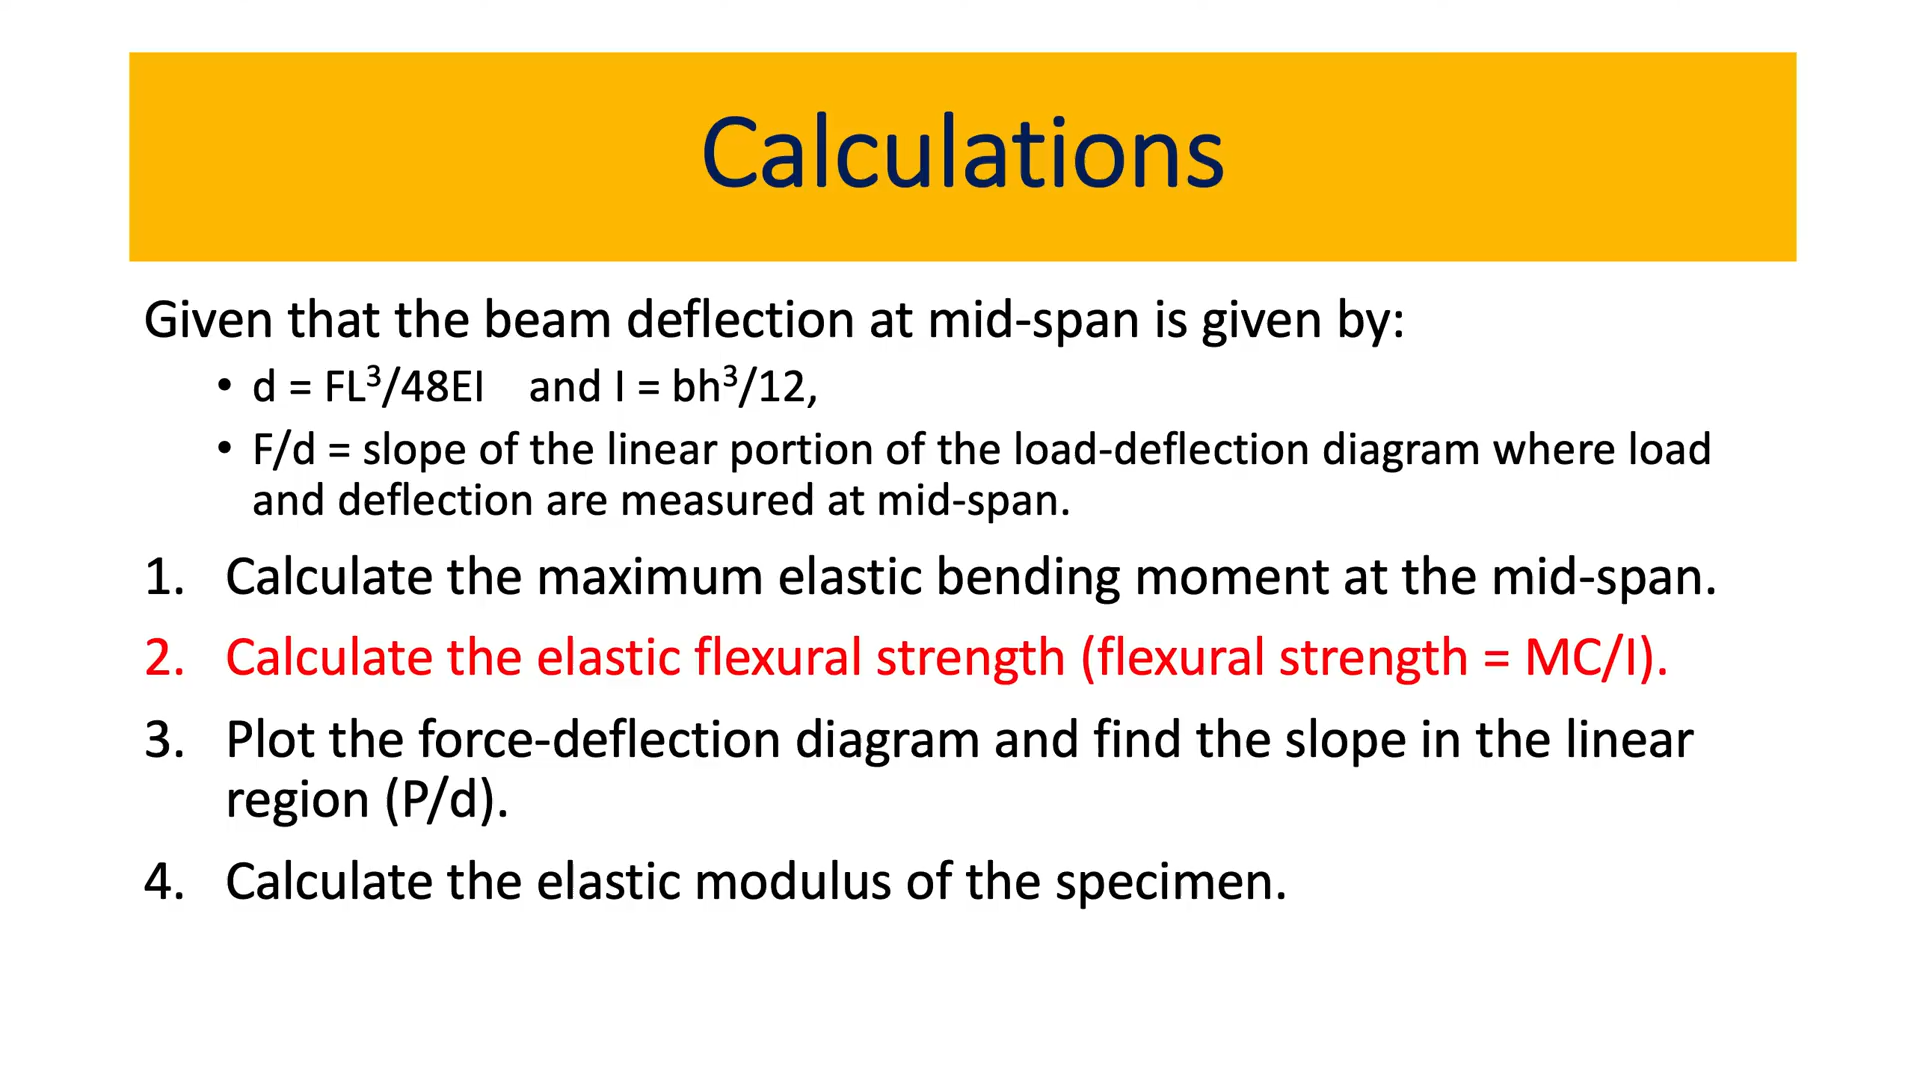 Calculations
Given that the beam deflection at mid-span is given by:
• d = FL³/48EI and I = bh³/12,
• F/d = slope of the linear portion of the load-deflection diagram where load
and deflection are measured at mid-span.
1. Calculate the maximum elastic bending moment at the mid-span.
2. Calculate the elastic flexural strength (flexural strength = MC/I).
3. Plot the force-deflection diagram and find the slope in the linear
region (P/d).
4. Calculate the elastic modulus of the specimen.